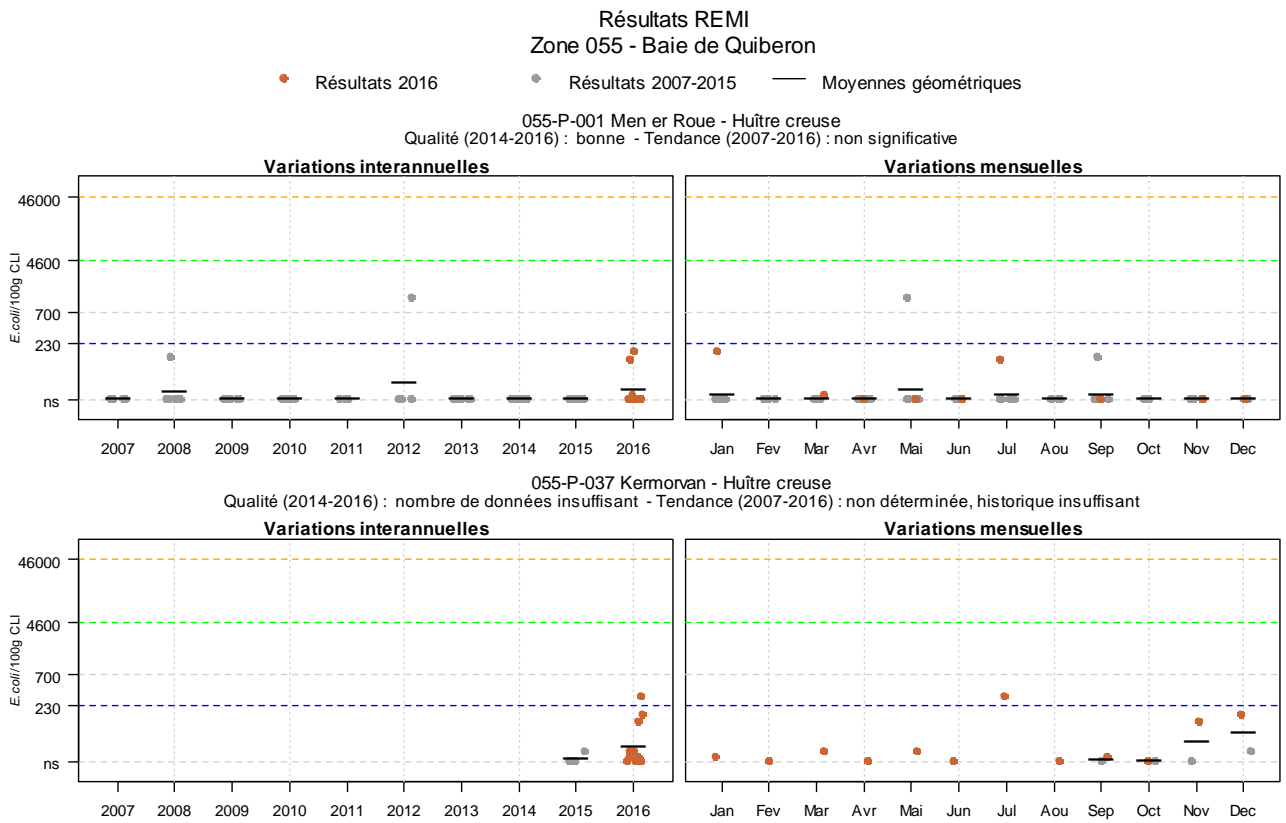 Résultats REMI
Zone 055 - Baie de Quiberon
Résultats 2016 Résultats 2007-2015 Moyennes géométriques
055-P-001 Men er Roue - Huître creuse
Qualité (2014-2016) : bonne - Tendance (2007-2016) : non significative
Variations interannuelles Variations mensuelles
46000
4600
700
230
ns
E.coli/100g CLI
2007 2008 2009 2010 2011 2012 2013 2014 2015 2016 Jan Fev Mar Avr Mai Jun Jul Aou Sep Oct Nov Dec
055-P-037 Kermorvan - Huître creuse
Qualité (2014-2016) : nombre de données insuffisant - Tendance (2007-2016) : non déterminée, historique insuffisant
Variations interannuelles Variations mensuelles
46000
4600
700
230
ns
E.coli/100g CLI
2007 2008 2009 2010 2011 2012 2013 2014 2015 2016 Jan Fev Mar Avr Mai Jun Jul Aou Sep Oct Nov Dec